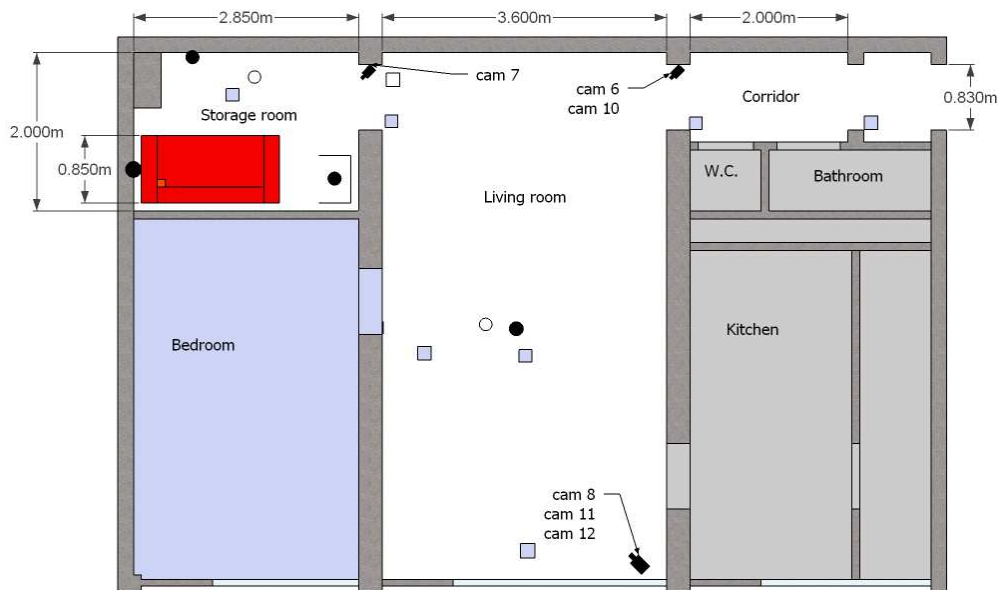 2.850m
3.600m
2.000m
cam 7
cam 6
cam 10
Corridor
0.830m
Storage room
2.000m
0.850m
W.C.
Bathroom
Living room
Bedroom
Kitchen
cam 8
cam 11
cam 12